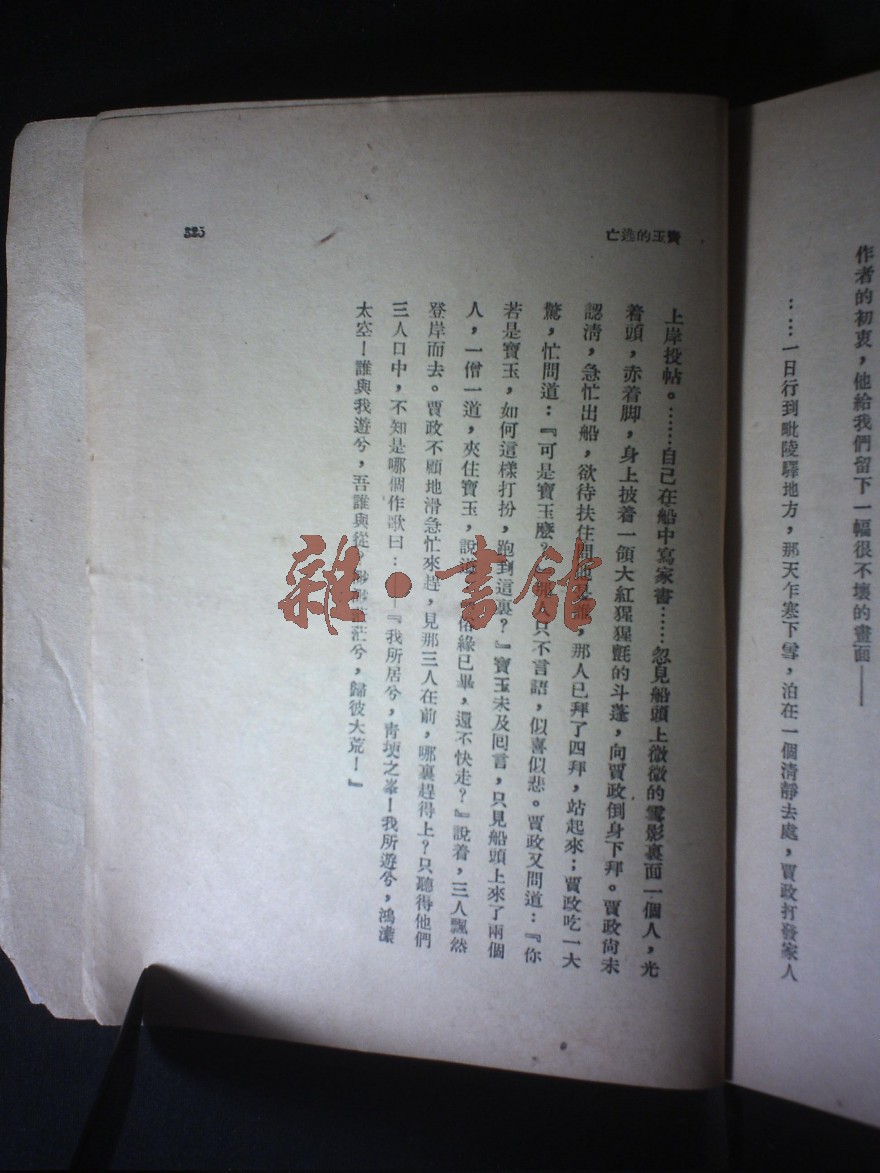 作者的初衷，他給我們留下一幅很不壞的畫面——
……一日行到毗陵驛地方，那天乍寒下雪，泊在一個清靜去處，賈政打發家人
寶玉的逃亡
325
上岸投帖。……自己在船中寫家書……忽見船頭上微微的雪影裏面一個人，光
着頭，赤着脚，身上披着一領大紅猩猩氈的斗蓬，向賈政倒身下拜。賈政尙未
認淸，急忙出船，欲待扶住問他是誰，那人已拜了四拜，站起來；賈政吃一大
驚，忙問道：『可是寶玉麽？』那人只不言語，似喜似悲。賈政又問道：『你
若是寶玉，如何這樣打扮，跑到這裏？』寶玉未及囘言，只見船頭上來了兩個
人，一僧一道，夾住寶玉，說道：俗緣已畢，還不快走？』說着，三人飄然
登岸而去。賈政不顧地滑急忙來趕，見那三人在前，哪裏趕得上？只聽得他們
三人口中，不知是哪個作歌曰：——『我所居兮，靑埂之峯！我所遊兮，鴻濛
太空！誰與我遊兮，吾誰與從？茫兮，歸彼大荒！』
雜·書館